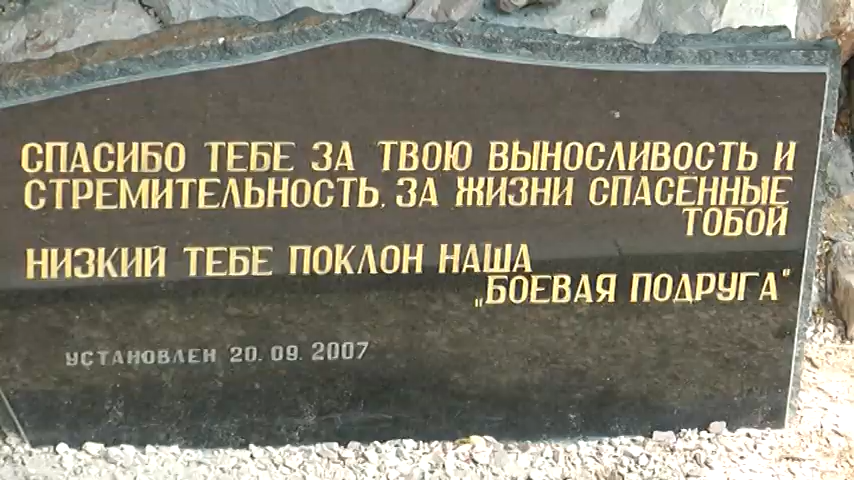 СПАСИБО ТЕБЕ ЗА ТВОЮ ВЫНОСЛИВОСТЬ И
СТРЕМИТЕЛЬНОСТЬ, ЗА ЖИЗНИ СПАСЕННЫЕ
ТОБОЙ
НИЗКИЙ ТЕБЕ ПОКЛОН НАША
„БОЕВАЯ ПОДРУГА"
УСТАНОВЛЕН 20.09.2007